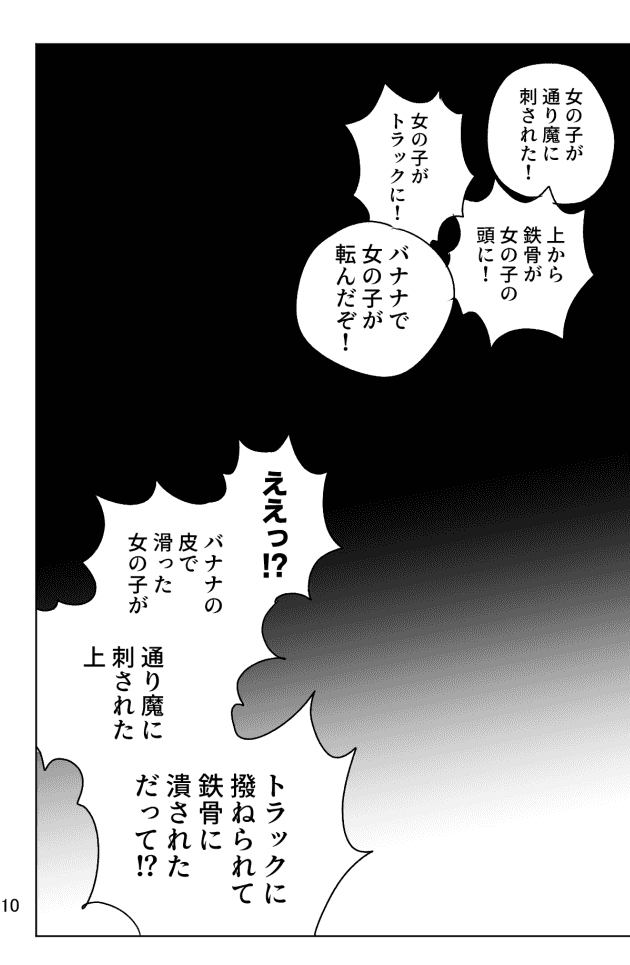 女の子が
通り魔に
刺された！
上から
鉄骨が
女の子の
頭に！
女の子が
トラックに！
バナナで
女の子が
転んだぞ！
ええっ!?
バナナの
皮で
滑った
女の子が
通り魔に
刺された
上
トラックに
撥ねられて
鉄骨に
潰された
だって!?
10